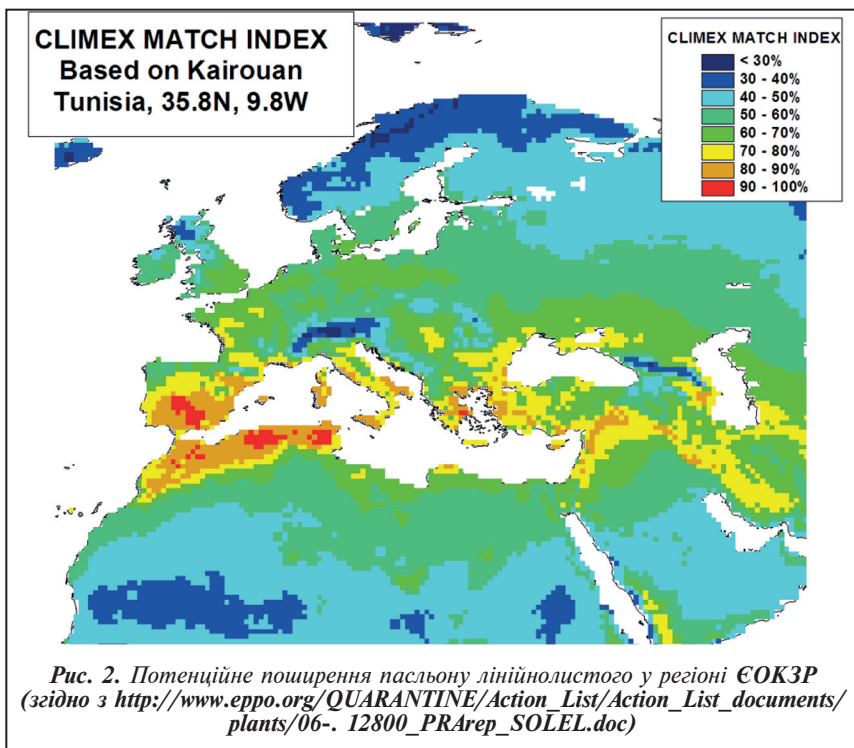 CLIMEX MATCH INDEX
Based on Kairouan
Tunisia, 35.8N, 9.8W
CLIMEX MATCH INDEX
< 30%
30 - 40%
40 - 50%
50 - 60%
60 - 70%
70 - 80%
80 - 90%
90 - 100%
Рис. 2. Потенційне поширення пасльону лінійнолистого у регіоні ЄОКЗР
(згідно з http://www.eppo.org/QUARANTINE/Action_List/Action_List_documents/
plants/06-. 12800_PRArep_SOLEL.doc)